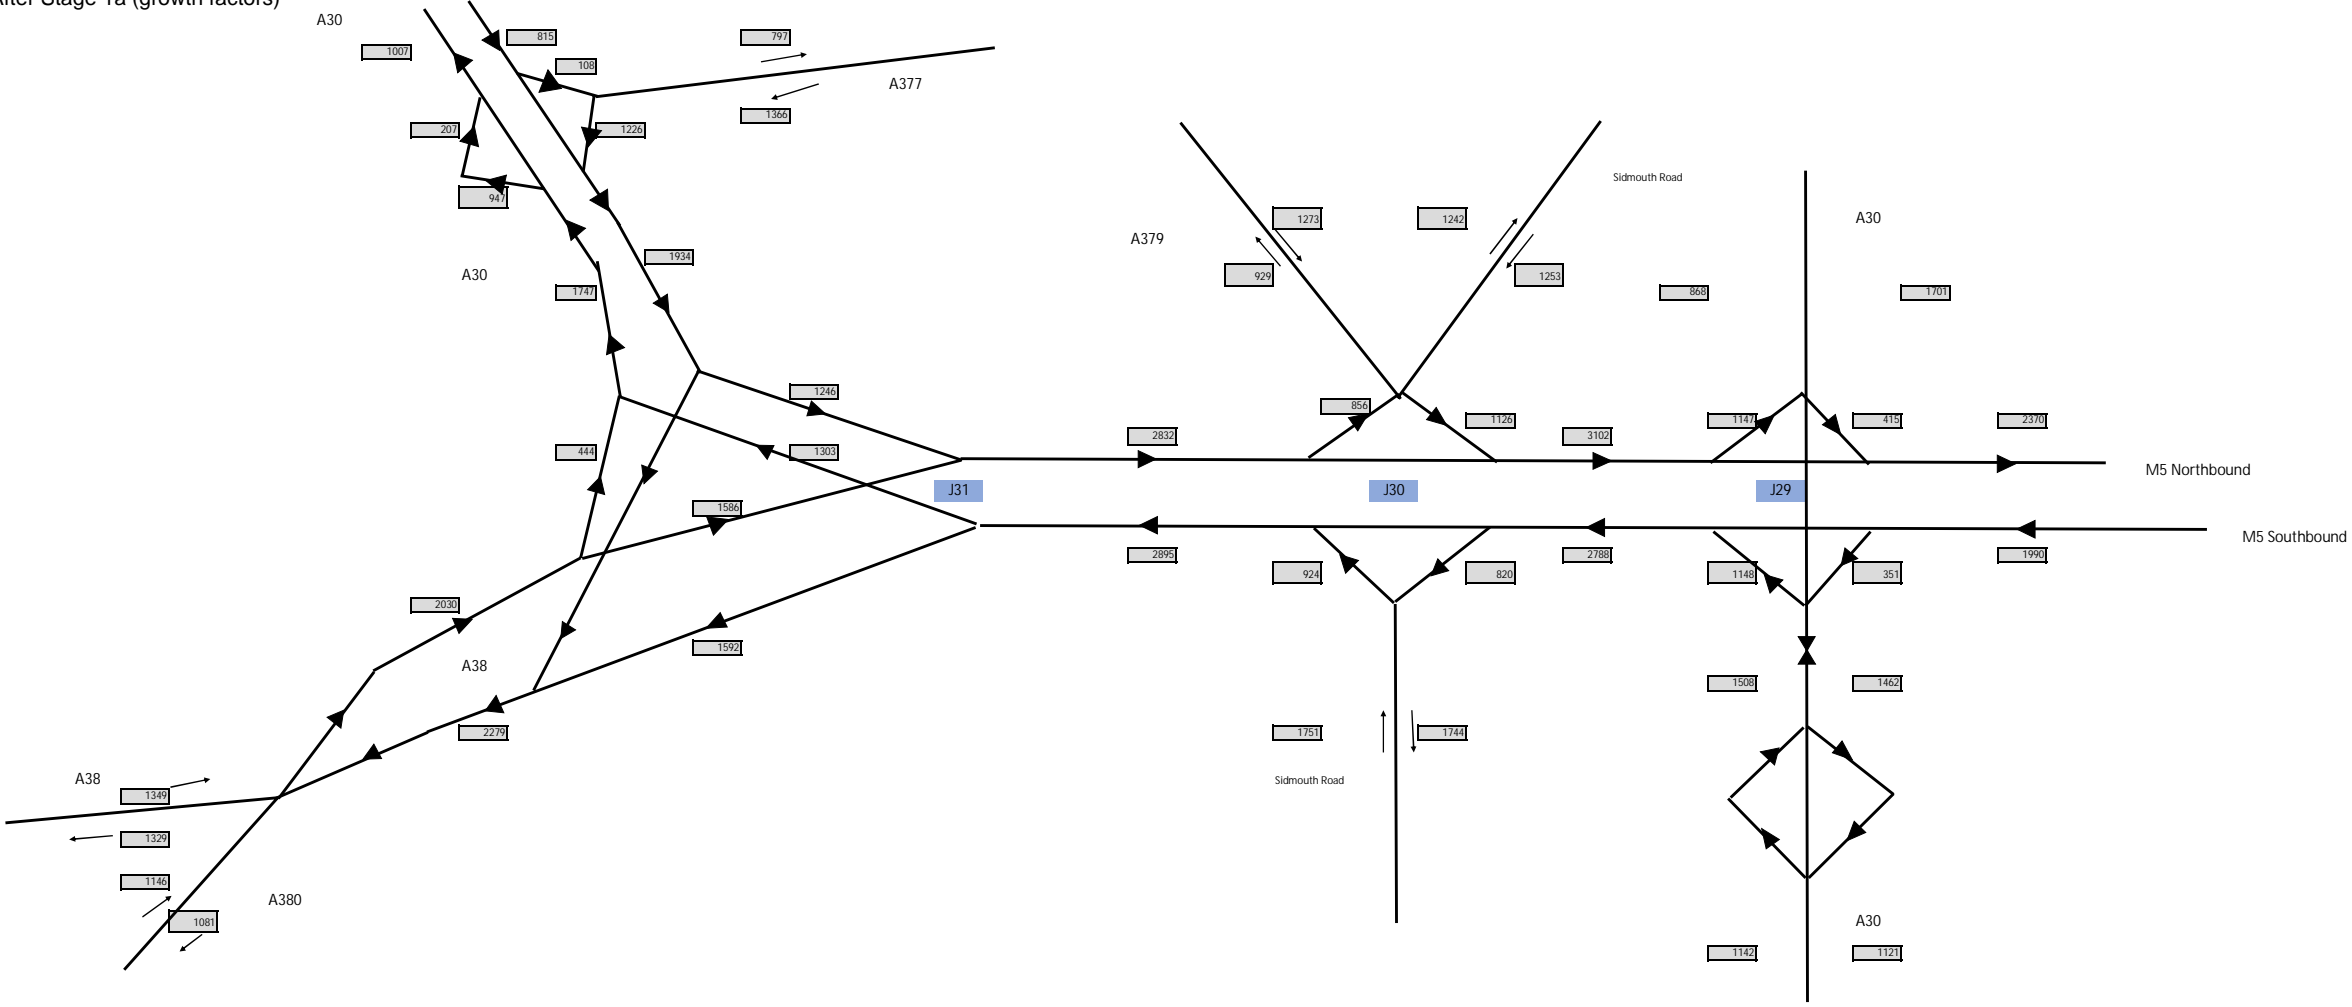 After Stage 1a (growth factors)
A30
1007
815
797
108
A377
1366
207
1226
947
1934
A30
1747
1273
1242
Sidmouth Road
A30
A379
929
1253
868
1701
1246
856
1126
1147
415
2370
2832
3102
444
1303
M5 Northbound
J31
J30
J29
1586
M5 Southbound
2895
2788
1990
924
820
1148
351
2030
1592
A38
1508
1462
2279
1751
1744
A38
Sidmouth Road
1349
1329
1146
A380
1081
A30
1142
1121